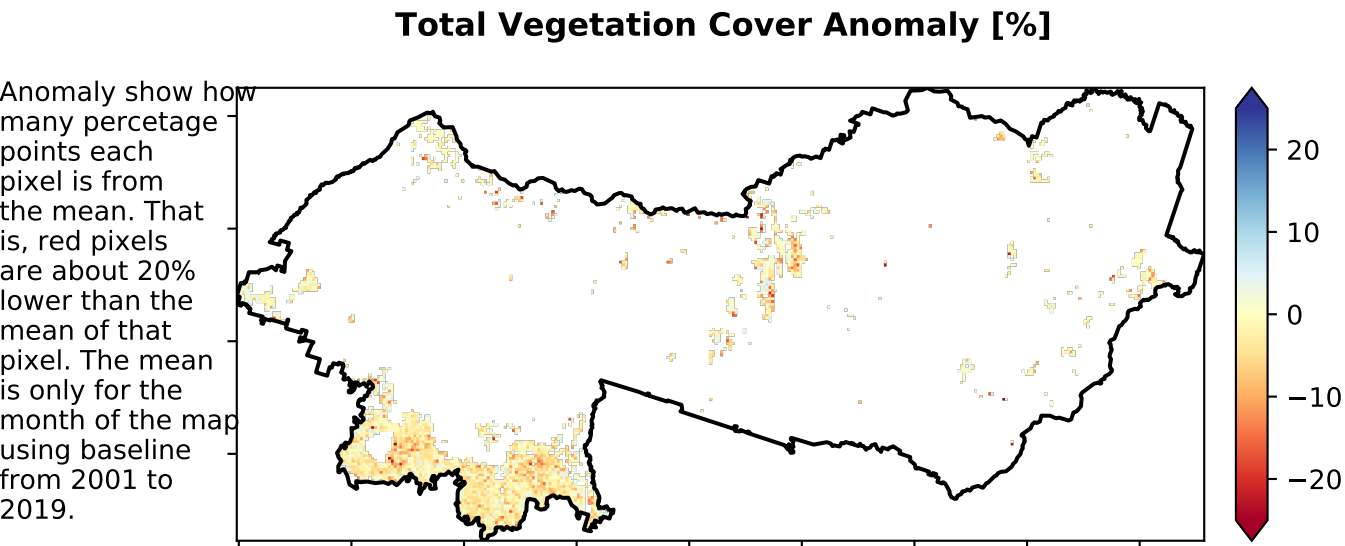 Total Vegetation Cover Anomaly [%]
Anomaly show how
many percetage
points each
pixel is from
the mean. That
is, red pixels
are about 20%
lower than the
mean of that
pixel. The mean
is only for the
month of the map
using baseline
from 2001 to
2019.
20
10
0
−10
−20